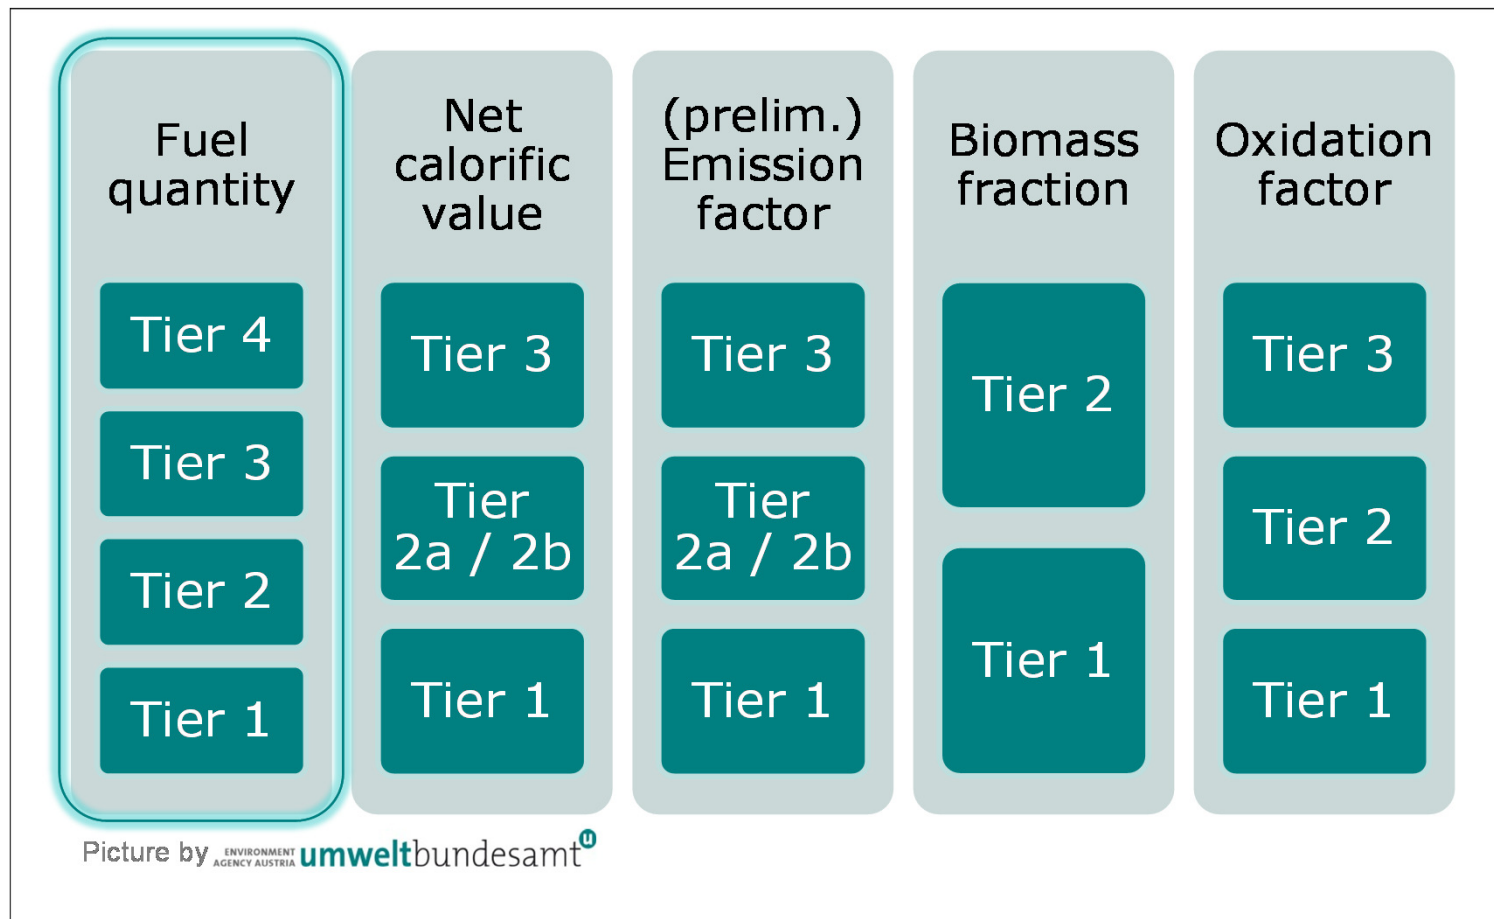 Fuel
quantity
Tier 4
Tier 3
Tier 2
Tier 1
Net
calorific
value
Tier 3
Tier
2a / 2b
Tier 1
(prelim.)
Emission
factor
Tier 3
Tier
2a / 2b
Tier 1
Biomass
fraction
Tier 2
Tier 1
Oxidation
factor
Tier 3
Tier 2
Tier 1
Picture by ENVIRONMENT AGENCY AUSTRIA umweltbundesamt u